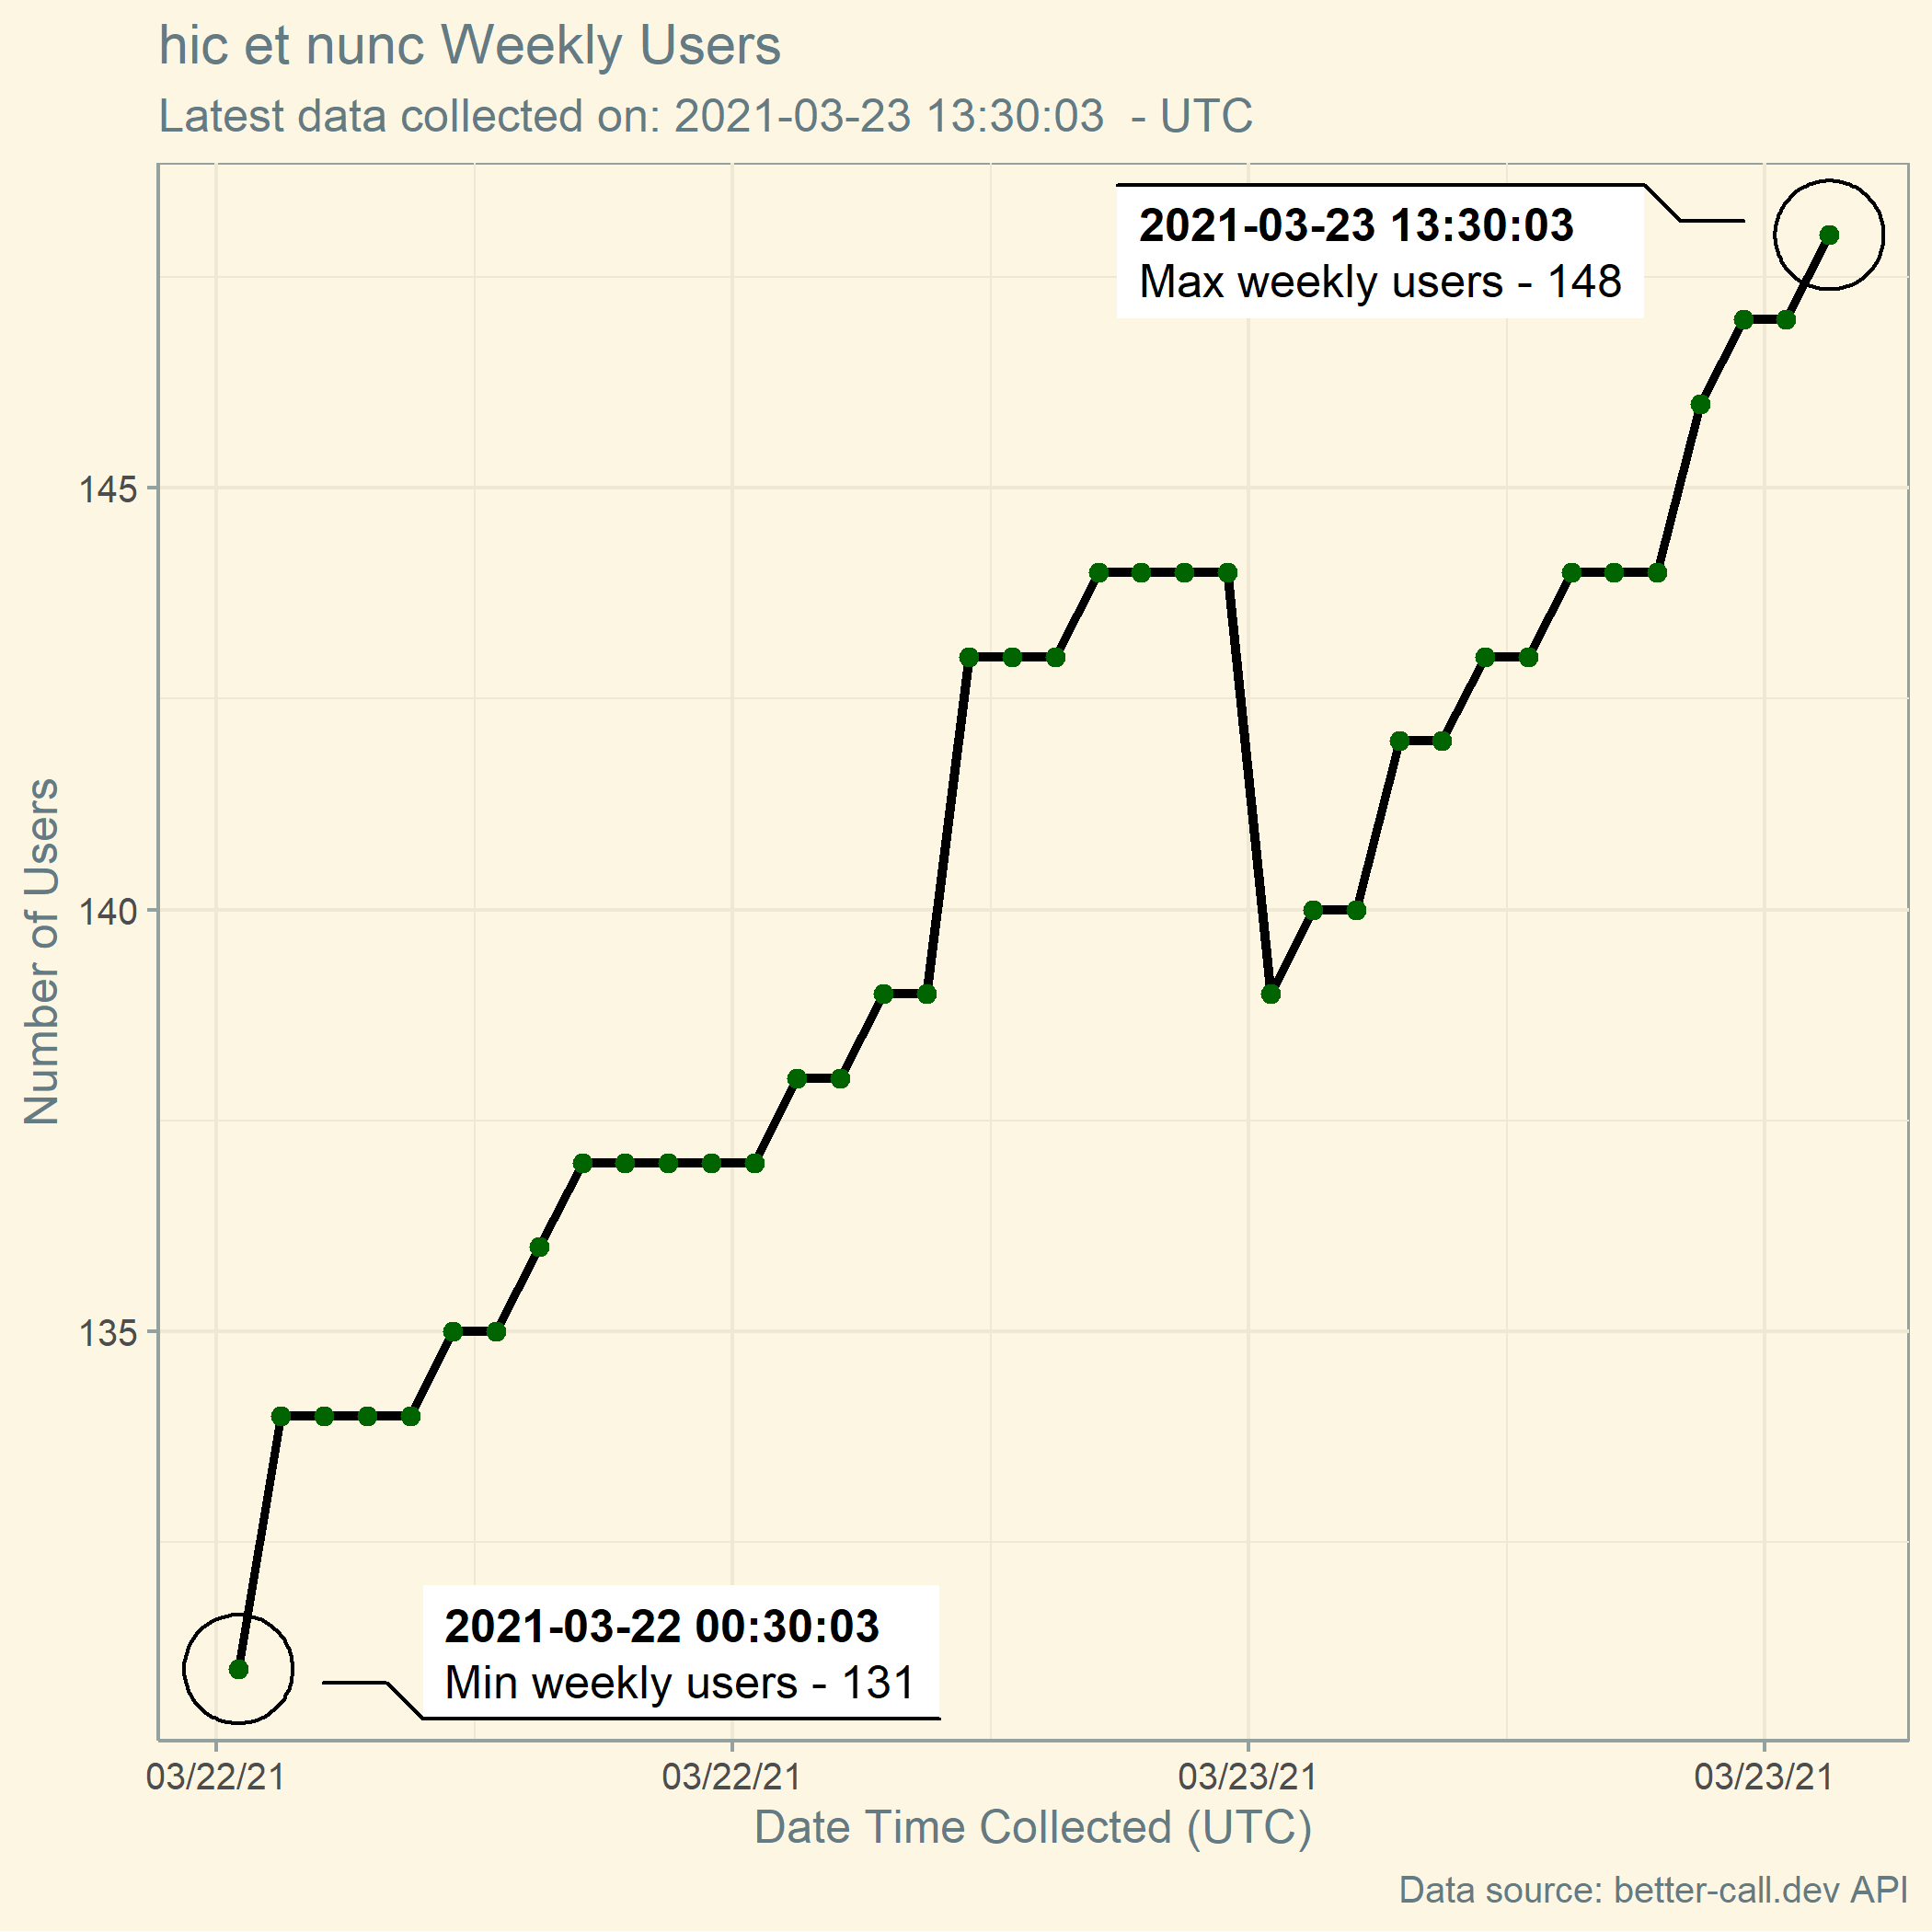 hic et nunc Weekly Users
Latest data collected on: 2021-03-23 13:30:03  - UTC
2021-03-23 13:30:03
Max weekly users - 148
145
140
135
Number of Users
2021-03-22 00:30:03
Min weekly users - 131
03/22/21 03/22/21 03/23/21 03/23/21
Date Time Collected (UTC)
Data source: better-call.dev API